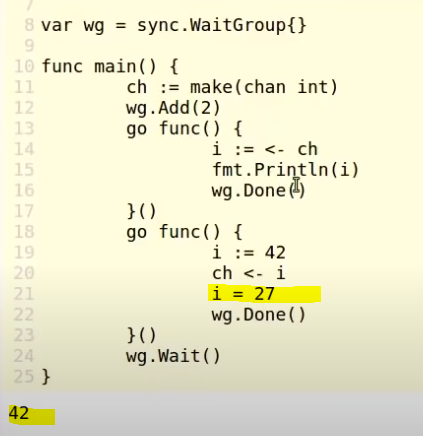 7
8 var wg = sync.WaitGroup{}
9
10 func main() {
11 ch := make(chan int)
12 wg.Add(2)
13 go func() {
14 i := <- ch
15 fmt.Println(i)
16 wg.Done()
17 }()
18 go func() {
19 i := 42
20 ch <- i
21 i = 27
22 wg.Done()
23 }()
24 wg.Wait()
25 }
42